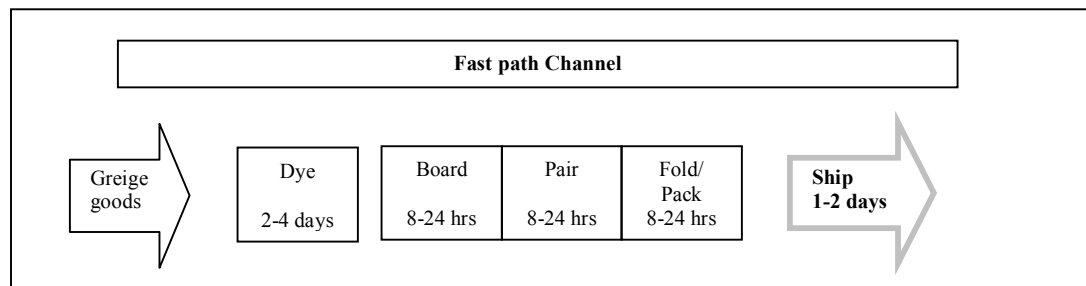 Fast path Channel
Greige
goods
Dye
2-4 days
Board
8-24 hrs
Pair
8-24 hrs
Fold/
Pack
8-24 hrs
Ship
1-2 days